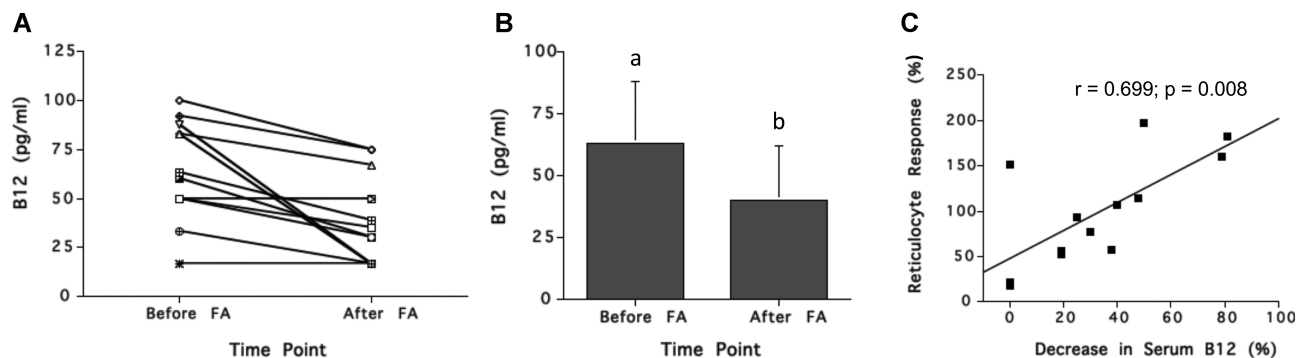 A
B12 (pg/ml)
125
100
75
50
25
0
Before FA
After FA
Time Point
B
B12 (pg/ml)
100
75
50
25
0
a
b
Before FA
After FA
Time Point
C
Reticulocyte Response (%)
250
200
150
100
50
0
r = 0.699; p = 0.008
0 20 40 60 80 100
Decrease in Serum B12 (%)